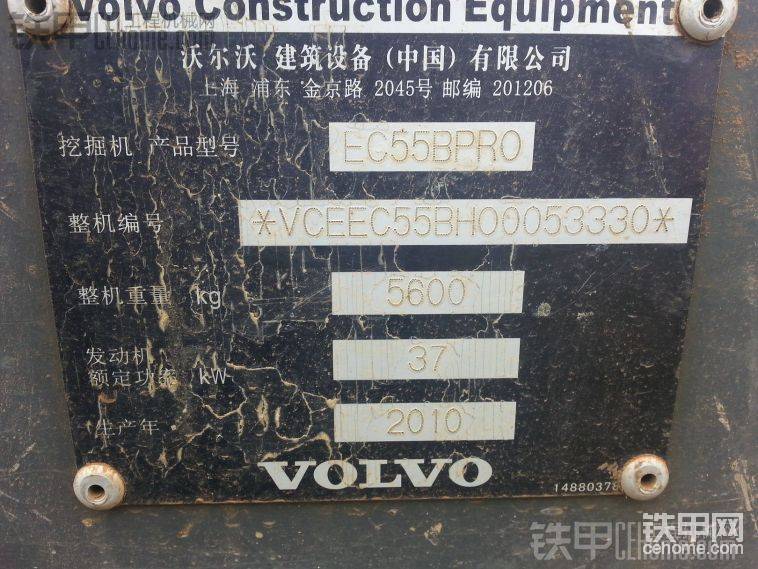 Volvo Construction Equipment
沃尔沃 建筑设备(中国)有限公司
上海 浦东 金京路 2045号 邮编 201206
挖掘机 产品型号 EC55BPRO
整机编号 *VCEEC55BH00053330*
整机重量 kg 5600
发动机
额定功率 kW 37
生产年 2010
VOLVO
1488037
铁甲网
cehome.com